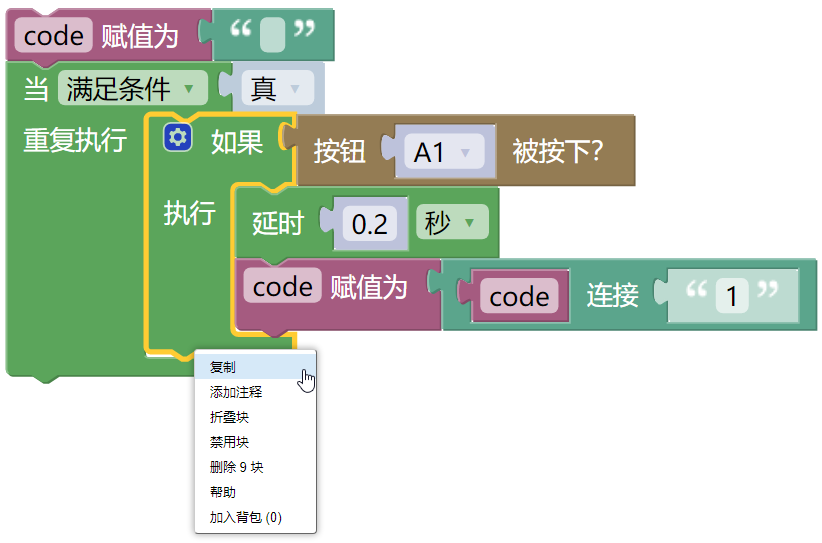 code 赋值为 “ ”
当 满足条件 真
重复执行 如果 按钮 A1 被按下?
执行 延时 0.2 秒
code 赋值为 code 连接 “ 1 ”
复制
添加注释
折叠块
禁用块
删除 9 块
帮助
加入背包 (0)